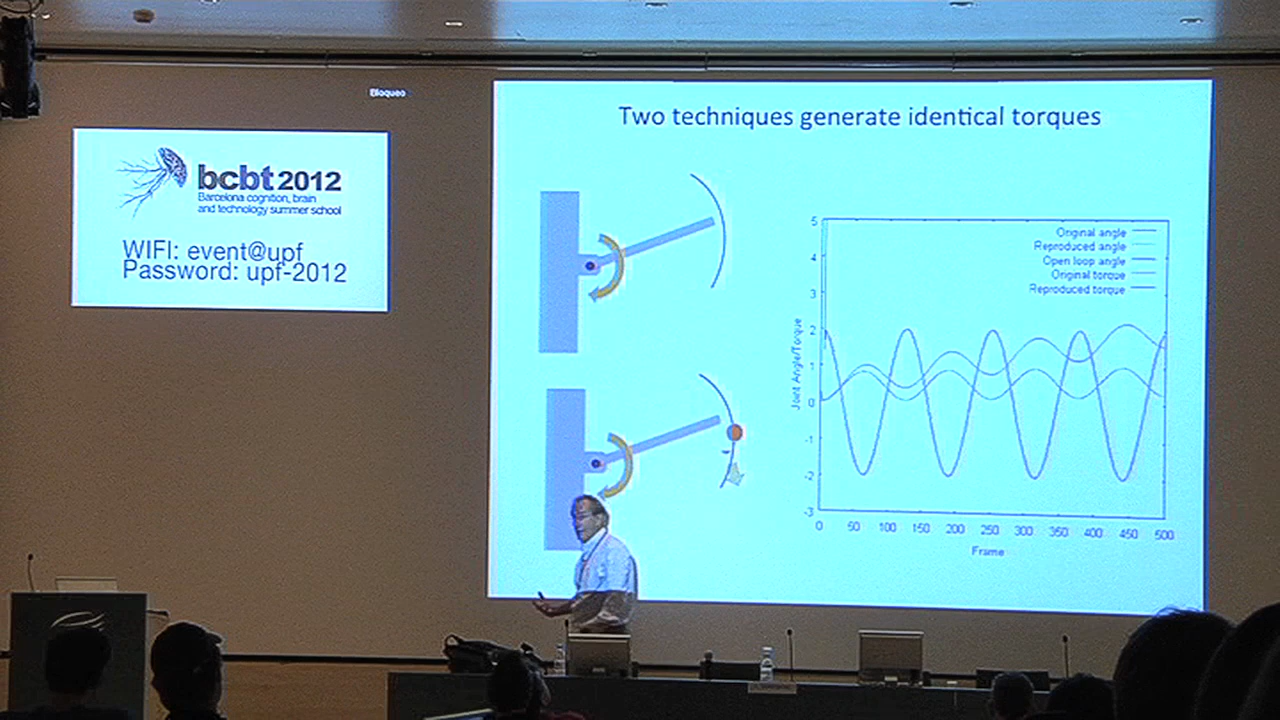 Bloqueo
bcbt 2012
Barcelona cognition, brain
and technology summer school
WIFI: event@upf
Password: upf-2012
Two techniques generate identical torques
Original angle
Reproduced angle
Open loop angle
Original torque
Reproduced torque
Joint Angle/Torque
5
4
3
2
1
0
-1
-2
-3
0 50 100 150 200 250 300 350 400 450 500
Frame